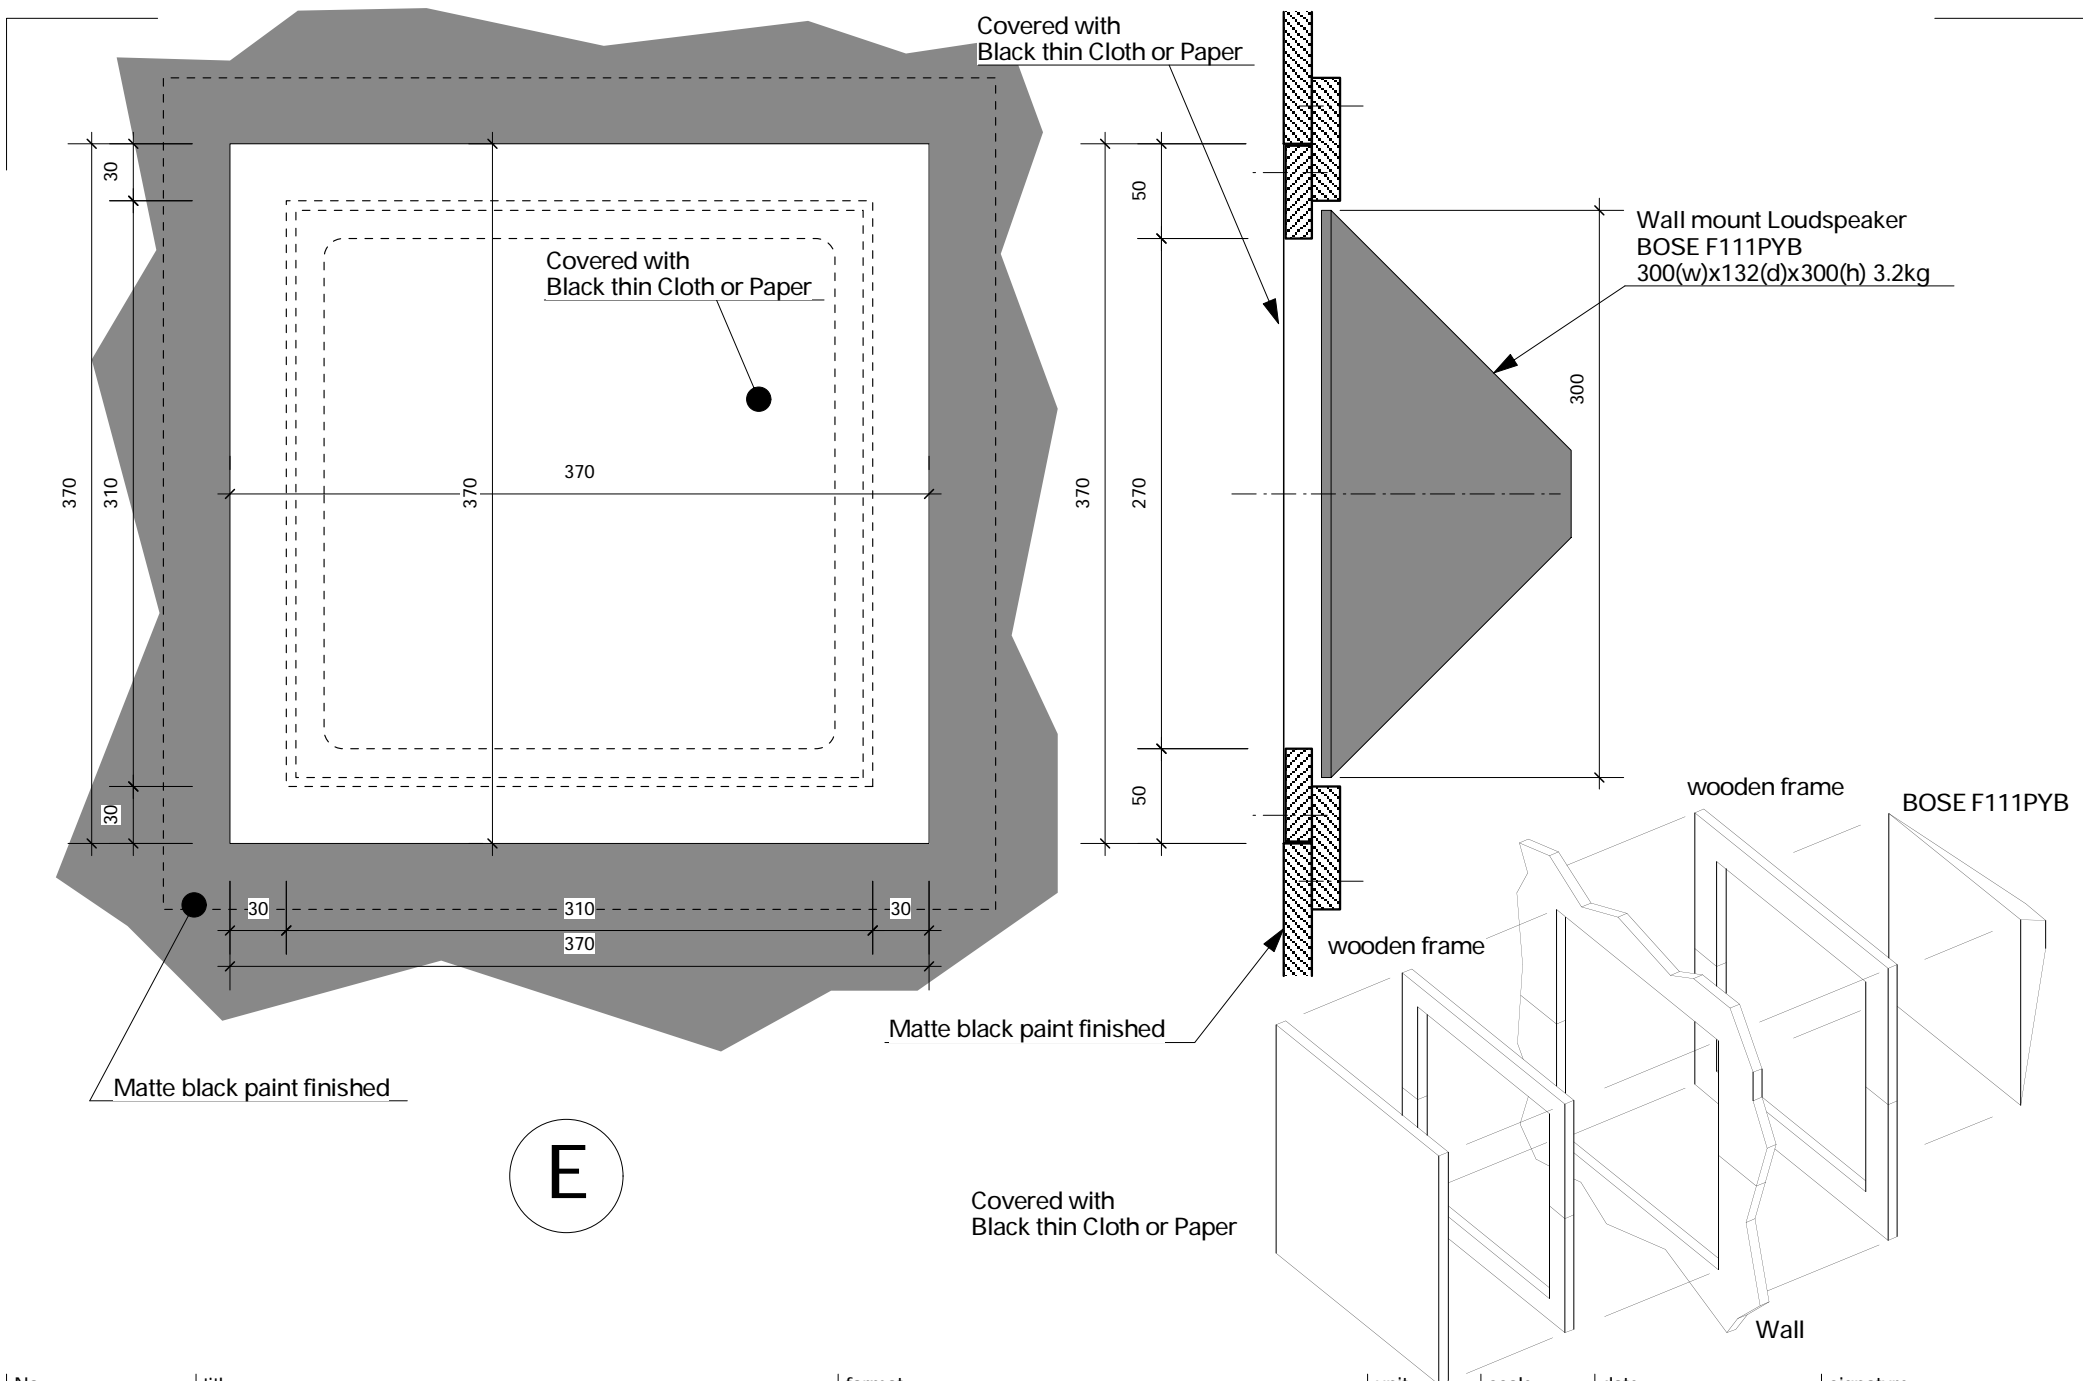 Covered with
Black thin Cloth or Paper
30
50
Wall mount Loudspeaker
BOSE F111PYB
300(w)x132(d)x300(h) 3.2kg
Covered with
Black thin Cloth or Paper
300
370
310
370
370
370
270
30
50
wooden frame
BOSE F111PYB
30
310
30
370
wooden frame
Matte black paint finished
Matte black paint finished
E
Covered with
Black thin Cloth or Paper
Wall